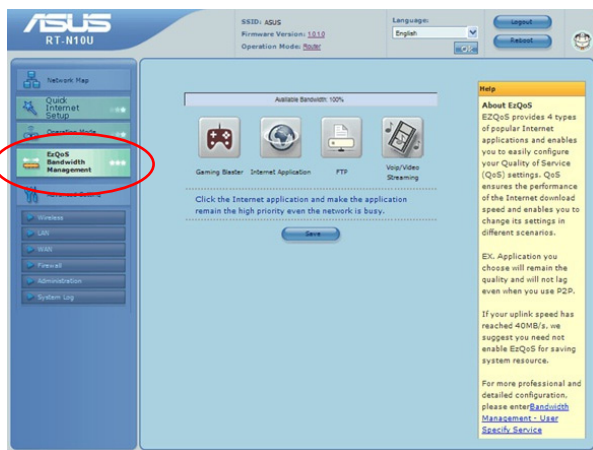 ASUS
RT-N10U
SSID: ASUS
Firmware Version: 1.0.1.0
Operation Mode: Router
Language:
English
Logout
Reboot
Network Map
Quick
Internet
Setup
Operation Mode
EzQoS
Bandwidth
Management
Advanced Setting
Wireless
LAN
WAN
Firewall
Administration
System Log
Available Bandwidth: 100%
Gaming Blaster
Internet Application
FTP
Voip/Video
Streaming
Click the Internet application and make the application
remain the high priority even the network is busy.
Save
Help
About EzQoS
EZQoS provides 4 types
of popular Internet
applications and enables
you to easily configure
your Quality of Service
(QoS) settings. QoS
ensures the performance
of the Internet download
speed and enables you to
change its settings in
different scenarios.
EX. Application you
choose will remain the
quality and will not lag
even when you use P2P.
If your uplink speed has
reached 40MB/s, we
suggest you need not
enable EzQoS for saving
system resource.
For more professional and
detailed configuration,
please enterBandwidth
Management - User
Specify Service